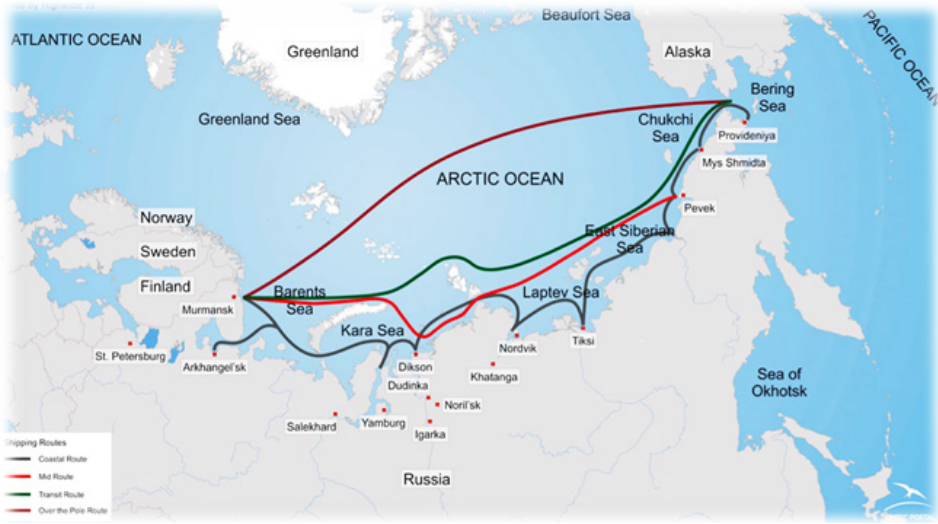 Beaufort Sea
ATLANTIC OCEAN
Greenland
Alaska
PACIFIC OCEAN
Bering
Sea
Greenland Sea
Chukchi
Sea
Provideniya
Mys Shmidta
ARCTIC OCEAN
Norway
Pevek
East Siberian
Sea
Sweden
Finland
Barents
Sea
Laptev Sea
Murmansk
Kara Sea
St. Petersburg
Arkhangel'sk
Dikson
Nordvik
Tiksi
Khatanga
Sea of
Okhotsk
Dudinka
Noril'sk
Salekhard
Yamburg
Igarka
Russia
Shipping Routes
Coastal Route
Mid Route
Transit Route
Over the Pole Route